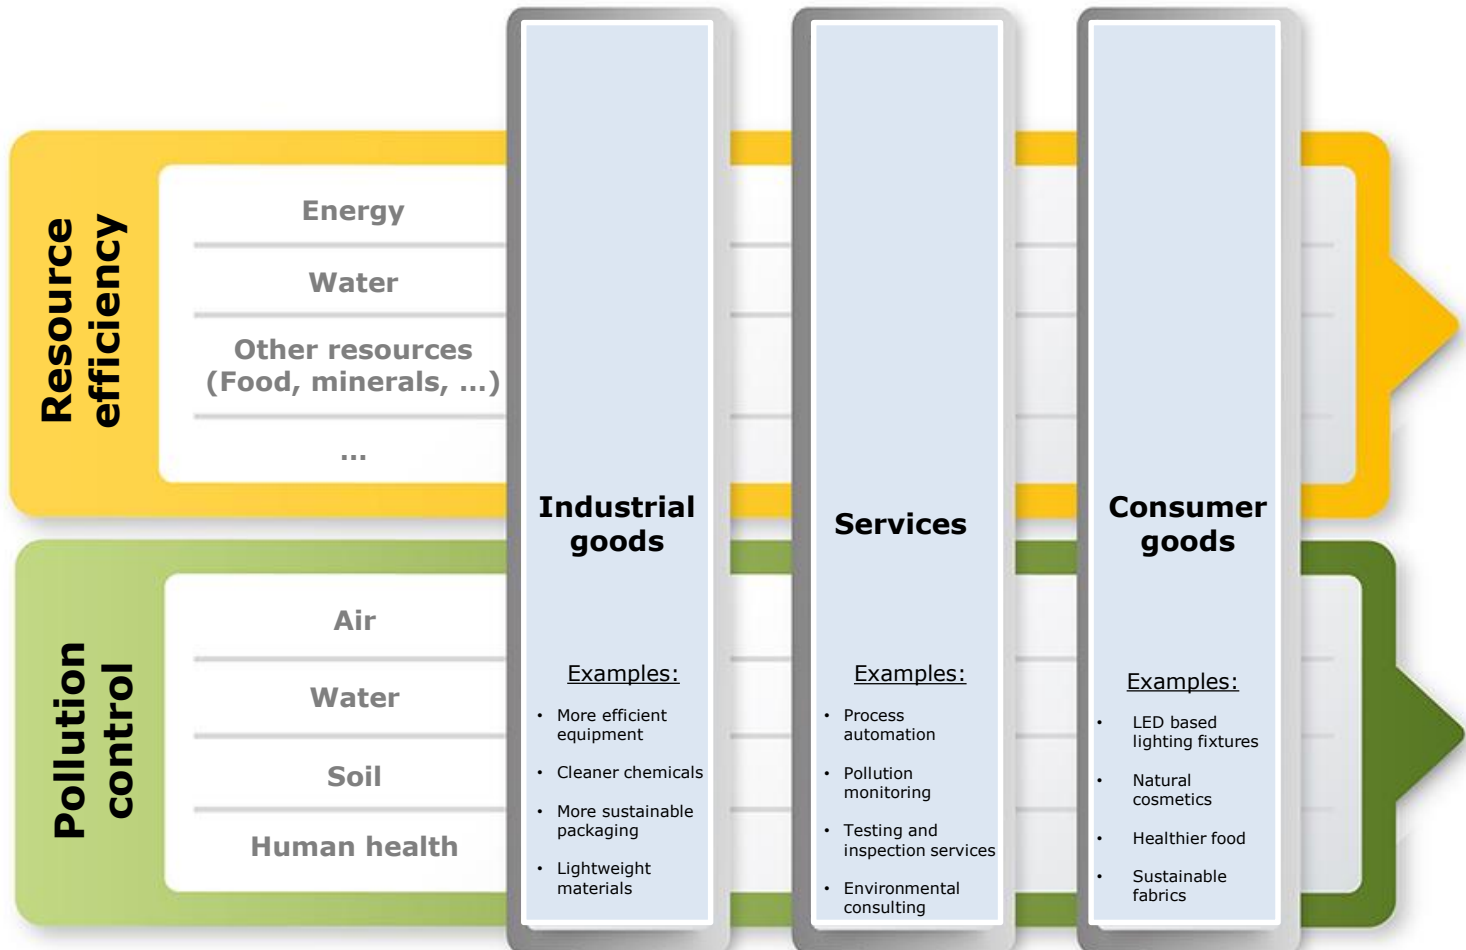 Resource
efficiency
Energy
Water
Other resources
(Food, minerals, ...)
...
Pollution
control
Air
Water
Soil
Human health
Industrial
goods
Examples:
• More efficient
equipment
• Cleaner chemicals
• More sustainable
packaging
• Lightweight
materials
Services
Examples:
• Process
automation
• Pollution
monitoring
• Testing and
inspection services
• Environmental
consulting
Consumer
goods
Examples:
• LED based
lighting fixtures
• Natural
cosmetics
• Healthier food
• Sustainable
fabrics